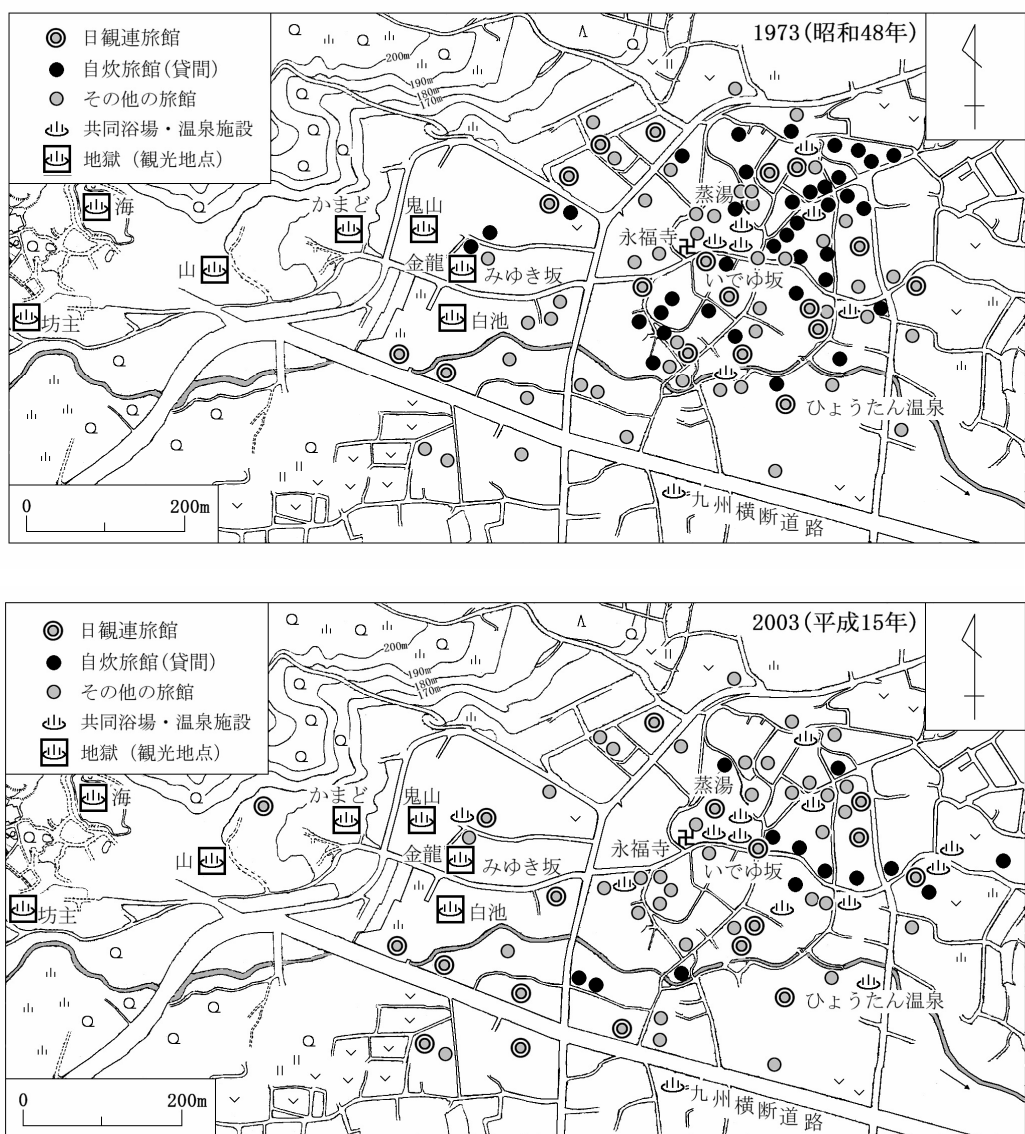 1973(昭和48年)
日観連旅館
自炊旅館(貸間)
その他の旅館
共同浴場・温泉施設
地獄（観光地点）
200m
190m
180m
170m
海
かまど
鬼山
蒸湯
永福寺
山
金龍
みゆき坂
いでゆ坂
坊主
白池
ひょうたん温泉
九州横断道路
0 200m
2003(平成15年)
日観連旅館
自炊旅館(貸間)
その他の旅館
共同浴場・温泉施設
地獄（観光地点）
200m
190m
180m
170m
海
かまど
鬼山
蒸湯
永福寺
山
金龍
みゆき坂
いでゆ坂
坊主
白池
ひょうたん温泉
九州横断道路
0 200m